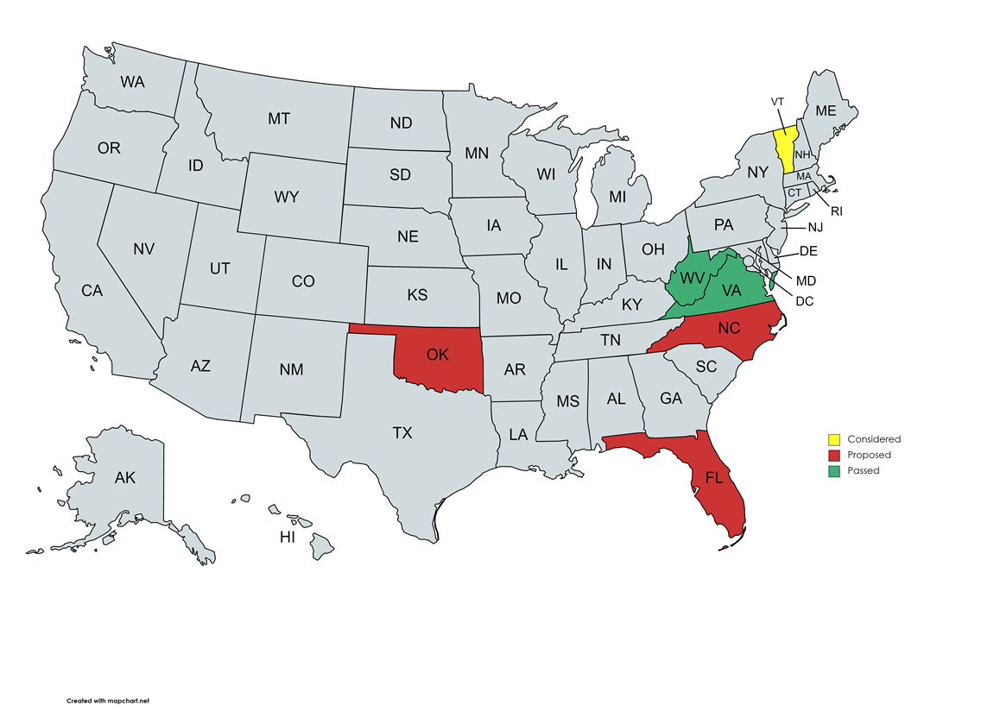 WA
MT
ND
MN
VT
ME
OR
ID
SD
WI
NH
NY
MA
WY
MI
CT
RI
NE
IA
PA
NJ
NV
UT
CO
IL
IN
OH
DE
CA
KS
MO
WV
VA
MD
KY
DC
TN
NC
OK
AZ
NM
AR
SC
MS
AL
GA
TX
LA
Considered
Proposed
Passed
AK
FL
HI
Created with mapchart.net